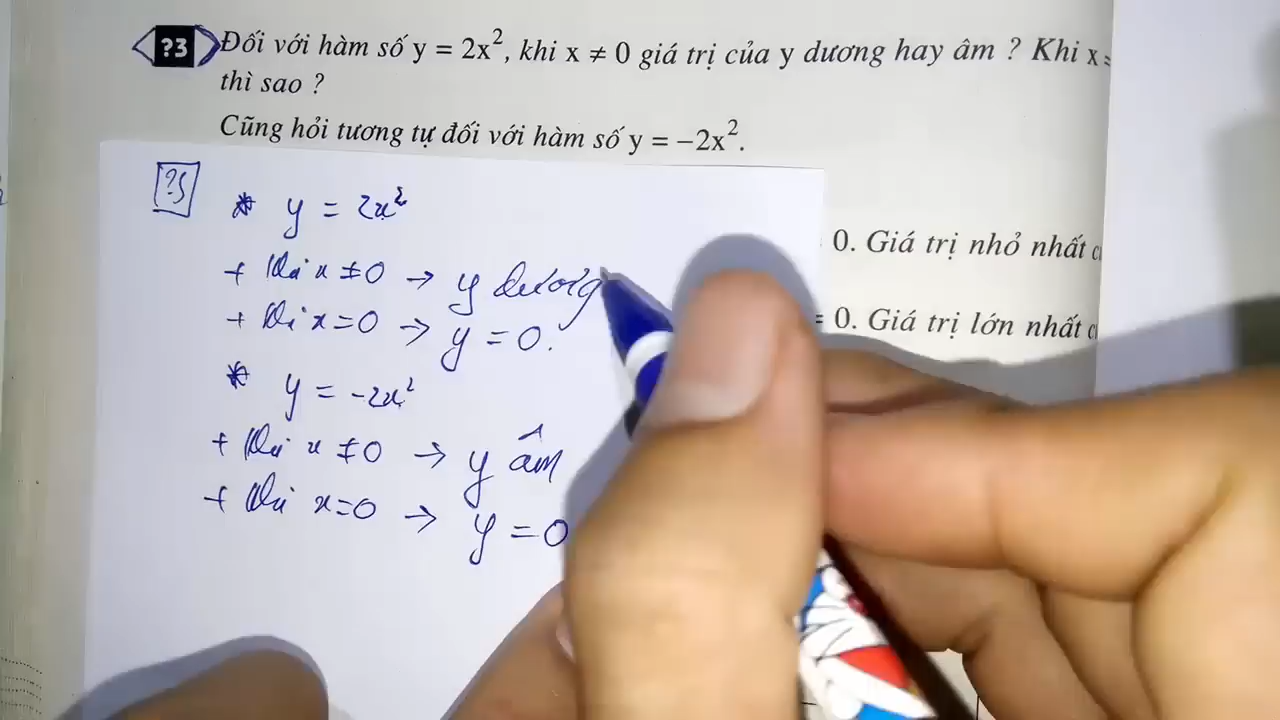 ?3 Đối với hàm số y = 2x², khi x ≠ 0 giá trị của y dương hay âm ? Khi x =
thì sao ?
Cũng hỏi tương tự đối với hàm số y = −2x².
?3
* y = 2x²
+ Khi x ≠ 0 → y dương
+ Khi x = 0 → y = 0.
* y = -2x²
+ Khi x ≠ 0 → y âm
+ Khi x = 0 → y = 0
= 0. Giá trị nhỏ nhất c
= 0. Giá trị lớn nhất c